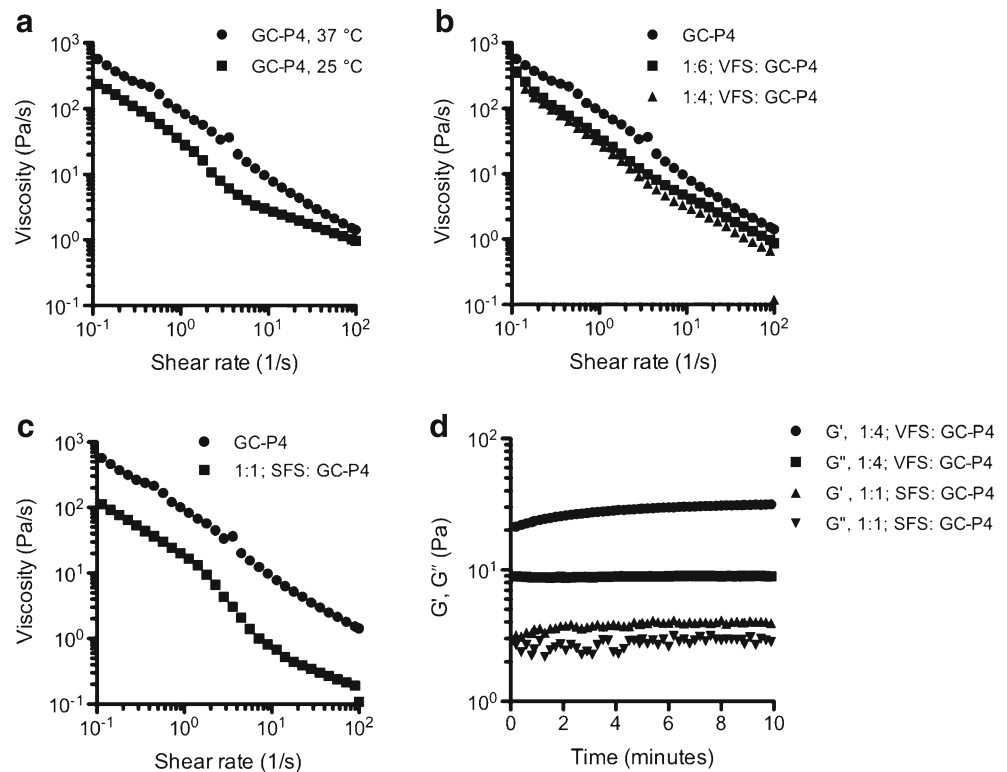 a
GC-P4, 37 °C
GC-P4, 25 °C
10³
10²
10¹
10⁰
10⁻¹
Viscosity (Pa/s)
10⁻¹ 10⁰ 10¹ 10²
Shear rate (1/s)
b
GC-P4
1:6; VFS: GC-P4
1:4; VFS: GC-P4
10³
10²
10¹
10⁰
10⁻¹
Viscosity (Pa/s)
10⁻¹ 10⁰ 10¹ 10²
Shear rate (1/s)
c
GC-P4
1:1; SFS: GC-P4
10³
10²
10¹
10⁰
10⁻¹
Viscosity (Pa/s)
10⁻¹ 10⁰ 10¹ 10²
Shear rate (1/s)
d
G', 1:4; VFS: GC-P4
G'', 1:4; VFS: GC-P4
G' , 1:1; SFS: GC-P4
G'', 1:1; SFS: GC-P4
10²
10¹
10⁰
G', G'' (Pa)
0 2 4 6 8 10
Time (minutes)